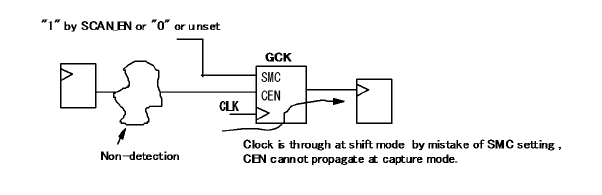 "1" by SCAN_EN or "0" or unset
GCK
SMC
CEN
CLK
Non-detection
Clock is through at shift mode by mistake of SMC setting ,
CEN cannot propagate at capture mode.